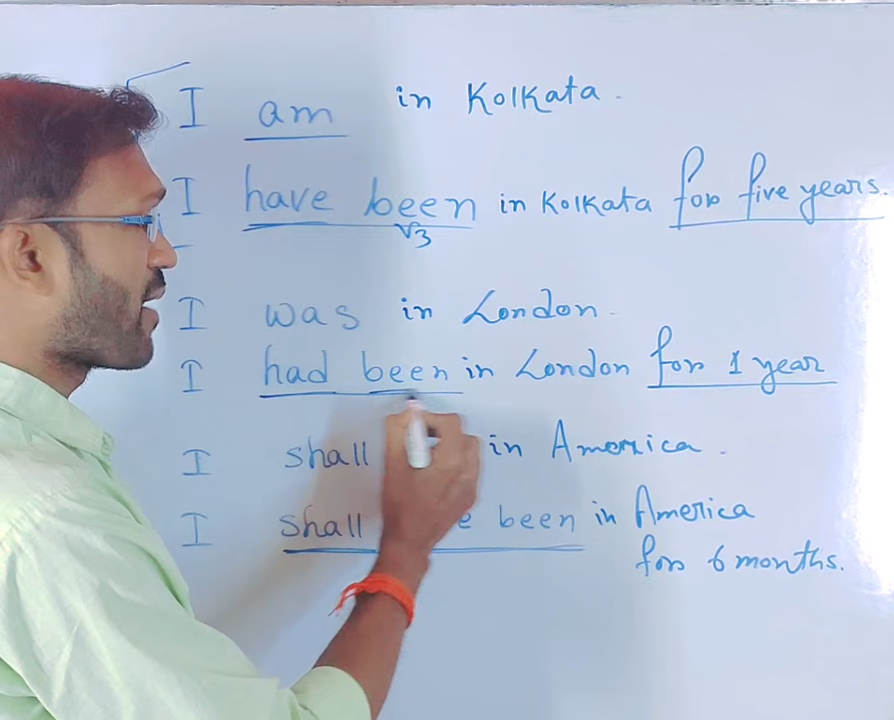 I am in Kolkata.
I have been in Kolkata for five years.
V3
I was in London.
I had been in London for 1 year
I shall in America.
I shall been in America
for 6 months.